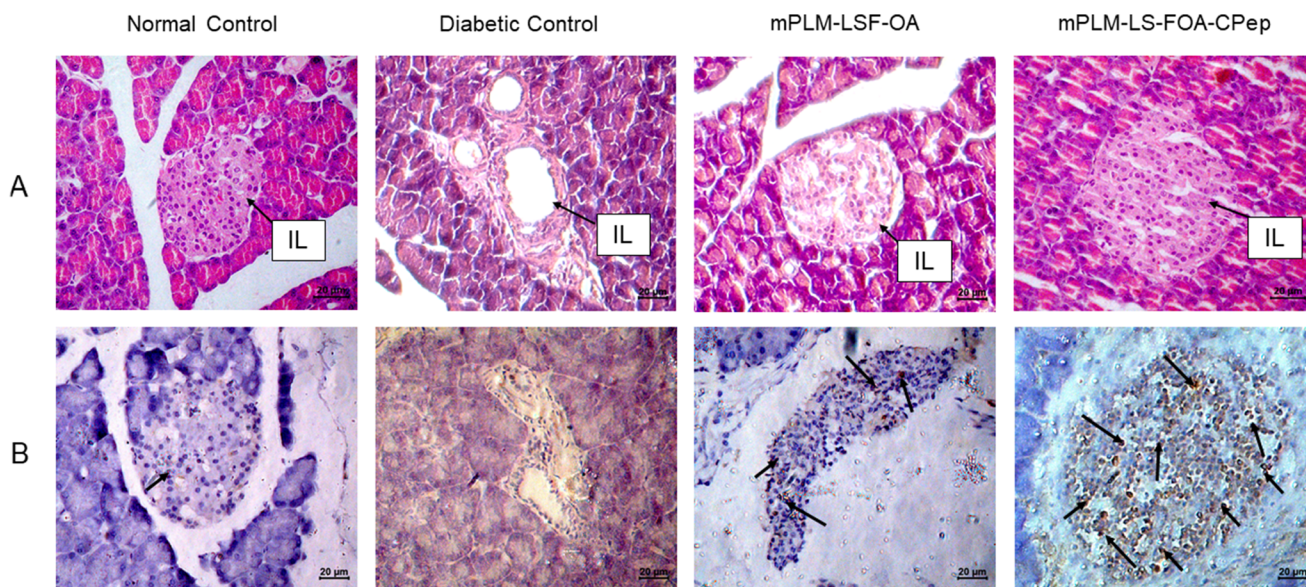 Normal Control
Diabetic Control
mPLM-LSF-OA
mPLM-LS-FOA-CPep
A
IL
20 µm
IL
20 µm
IL
20 µm
IL
20 µm
B
20 µm
20 µm
20 µm
20 µm